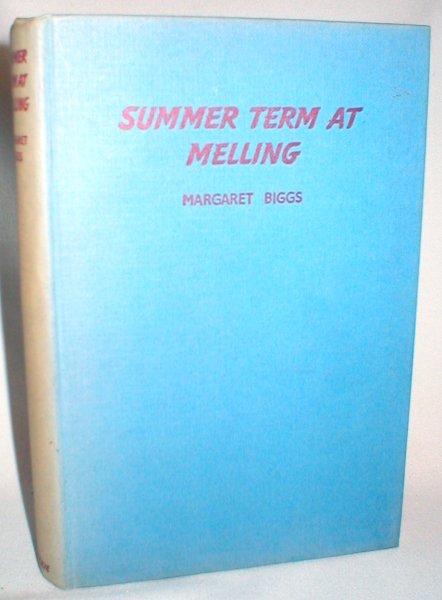 SUMMER TERM AT
MELLING
MARGARET BIGGS